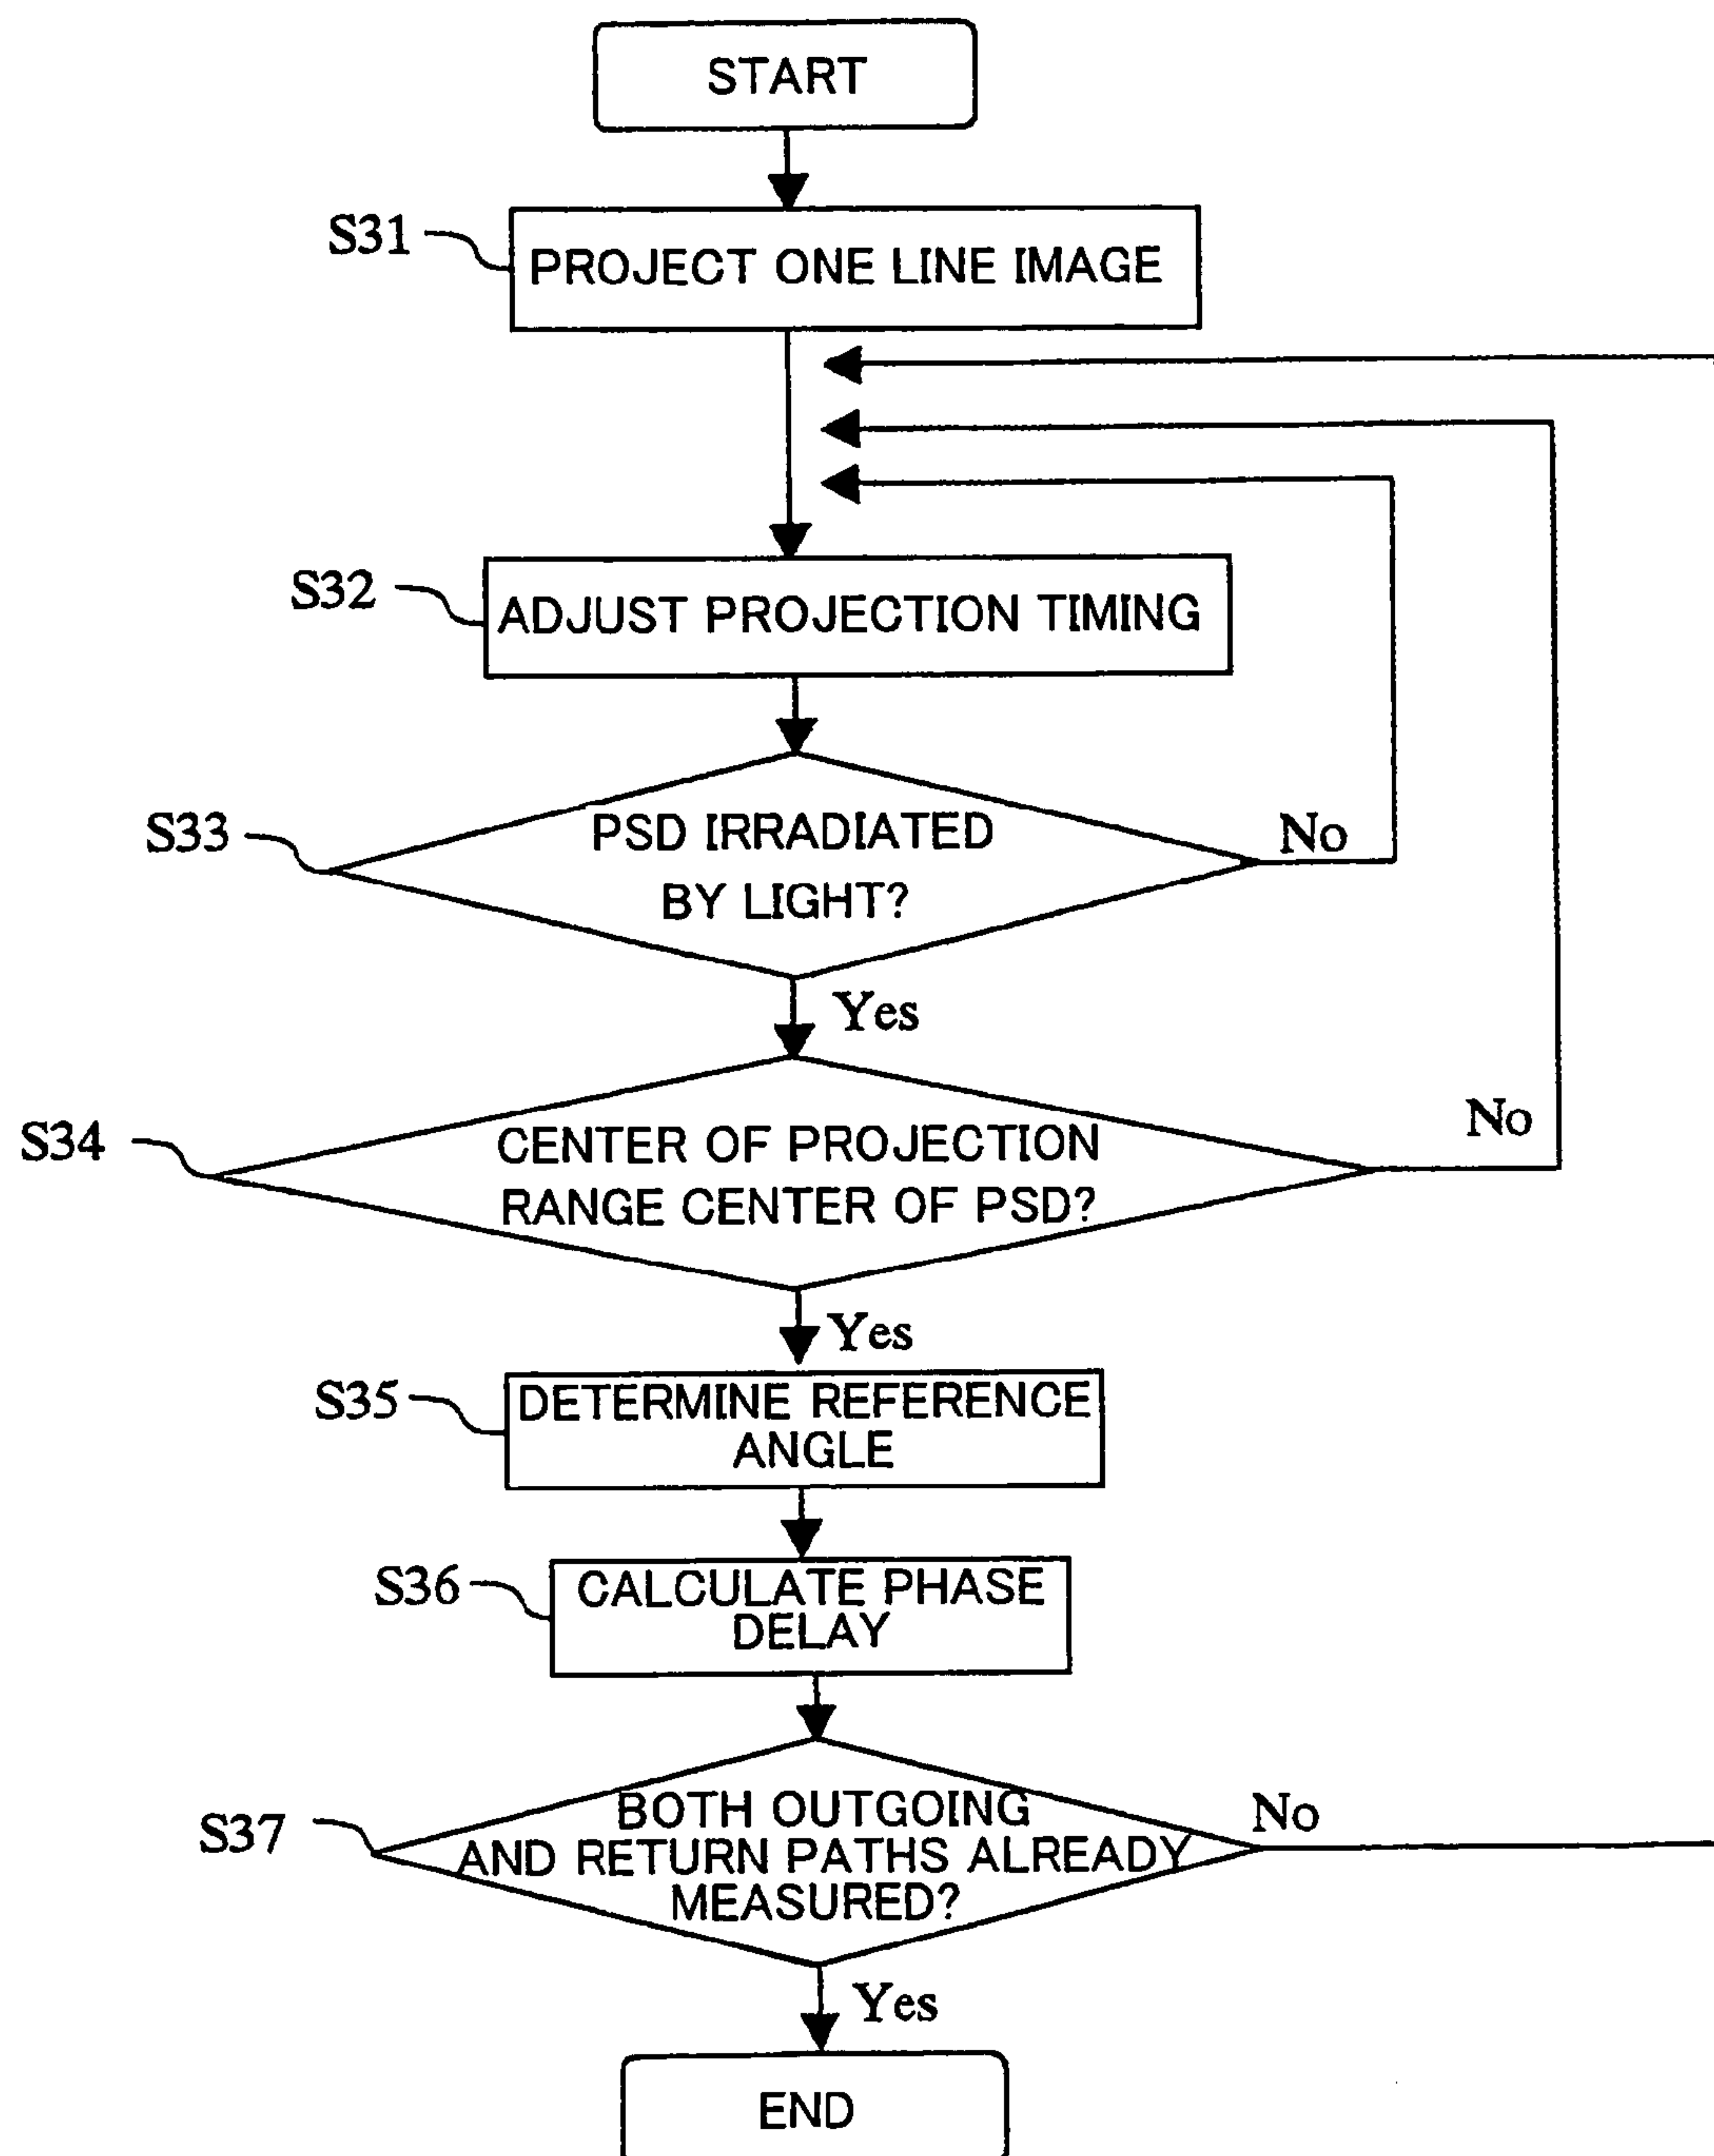 START
S31
PROJECT ONE LINE IMAGE
S32
ADJUST PROJECTION TIMING
S33
PSD IRRADIATED
BY LIGHT?
No
Yes
S34
CENTER OF PROJECTION
RANGE CENTER OF PSD?
No
Yes
S35
DETERMINE REFERENCE
ANGLE
S36
CALCULATE PHASE
DELAY
S37
BOTH OUTGOING
AND RETURN PATHS ALREADY
MEASURED?
No
Yes
END